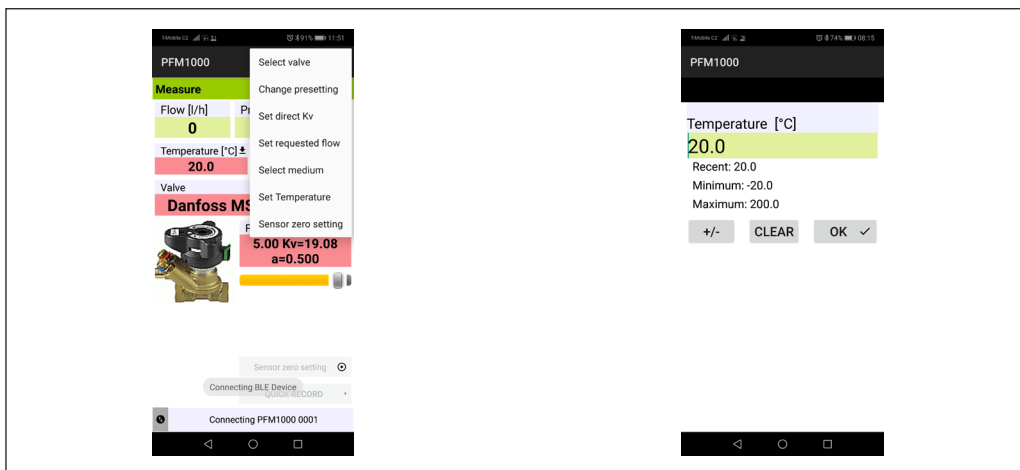 T-Mobile CZ 91% 11:51
PFM1000
Select valve
Change presetting
Set direct Kv
Set requested flow
Select medium
Set Temperature
Sensor zero setting
Measure
Flow [l/h]
0
Temperature [°C]
20.0
Valve
Danfoss MS
5.00 Kv=19.08
a=0.500
Sensor zero setting
Connecting BLE Device
QUICK RECORD
Connecting PFM1000 0001
T-Mobile CZ 74% 08:15
PFM1000
Temperature [°C]
20.0
Recent: 20.0
Minimum: -20.0
Maximum: 200.0
+/- CLEAR OK